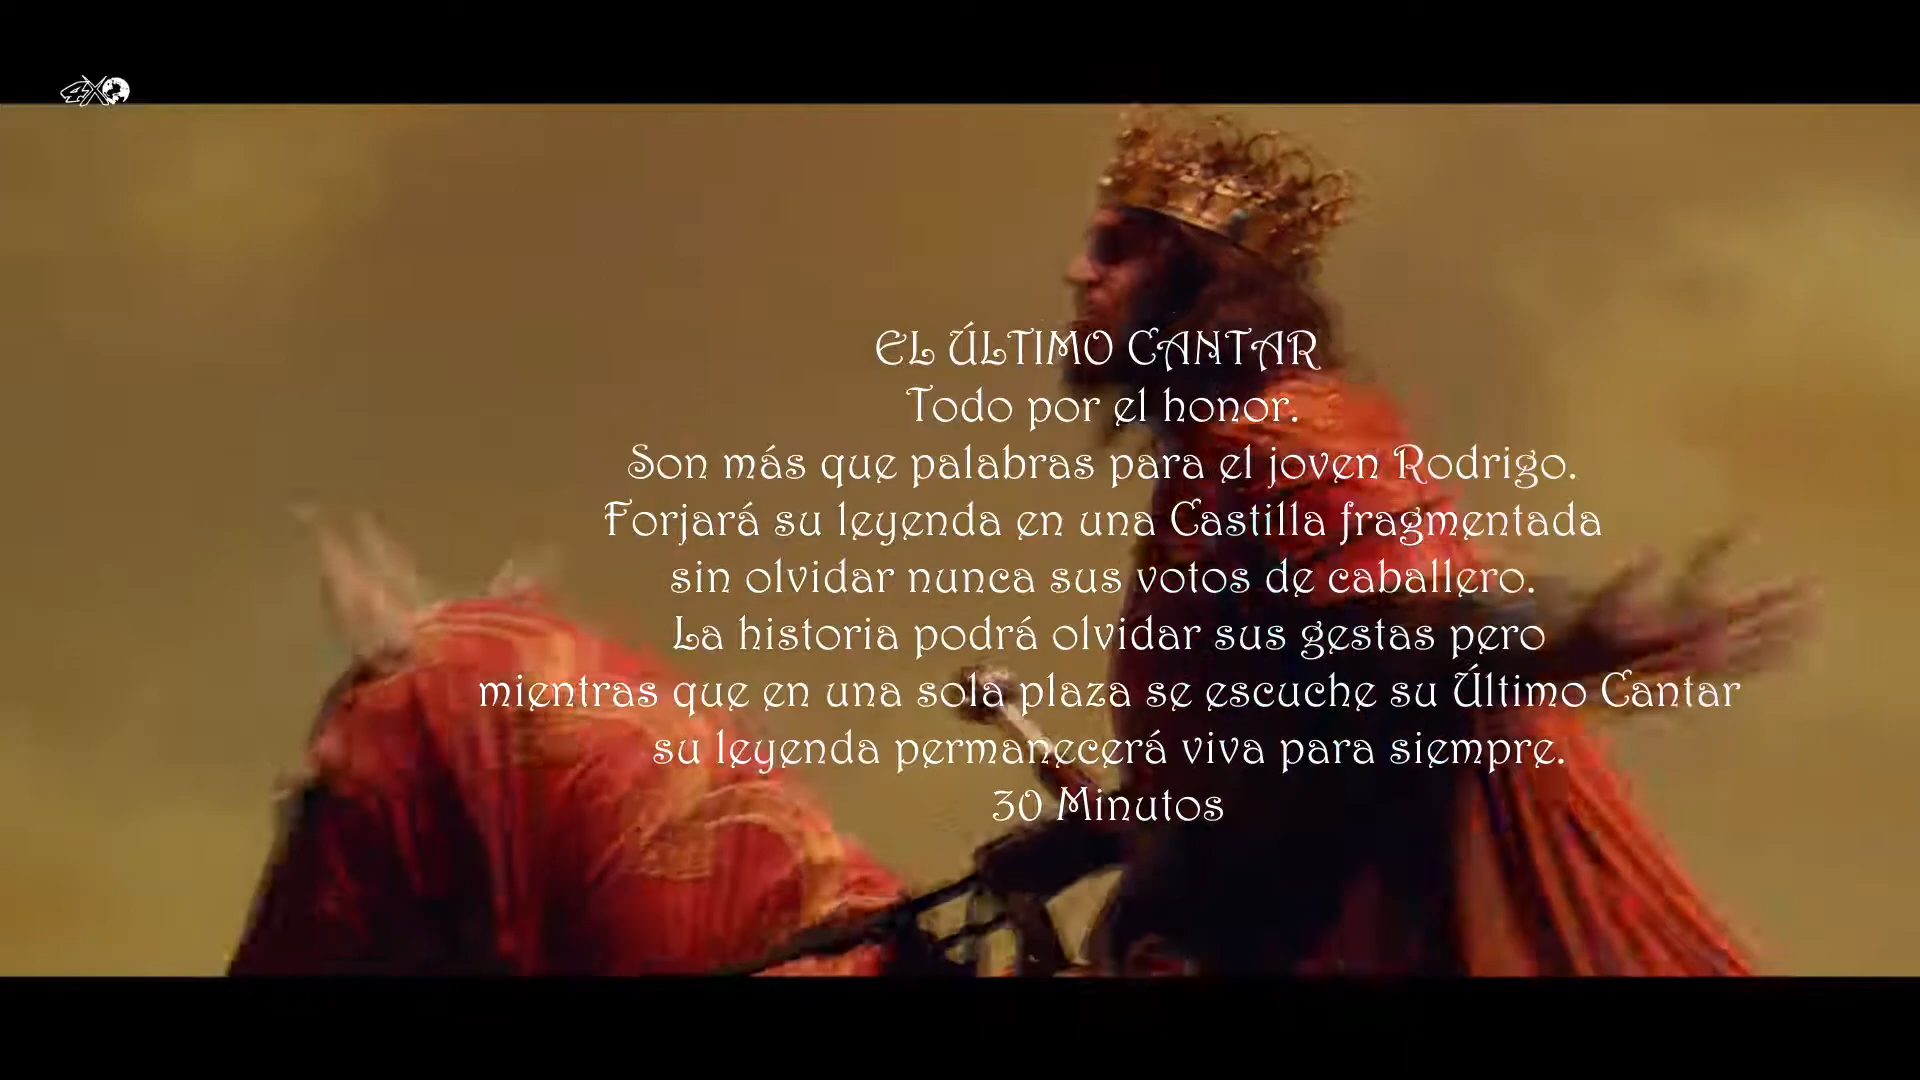 4X
EL ÚLTIMO CANTAR
Todo por el honor.
Son más que palabras para el joven Rodrigo.
Forjará su leyenda en una Castilla fragmentada
sin olvidar nunca sus votos de caballero.
La historia podrá olvidar sus gestas pero
mientras que en una sola plaza se escuche su Último Cantar
su leyenda permanecerá viva para siempre.
30 Minutos